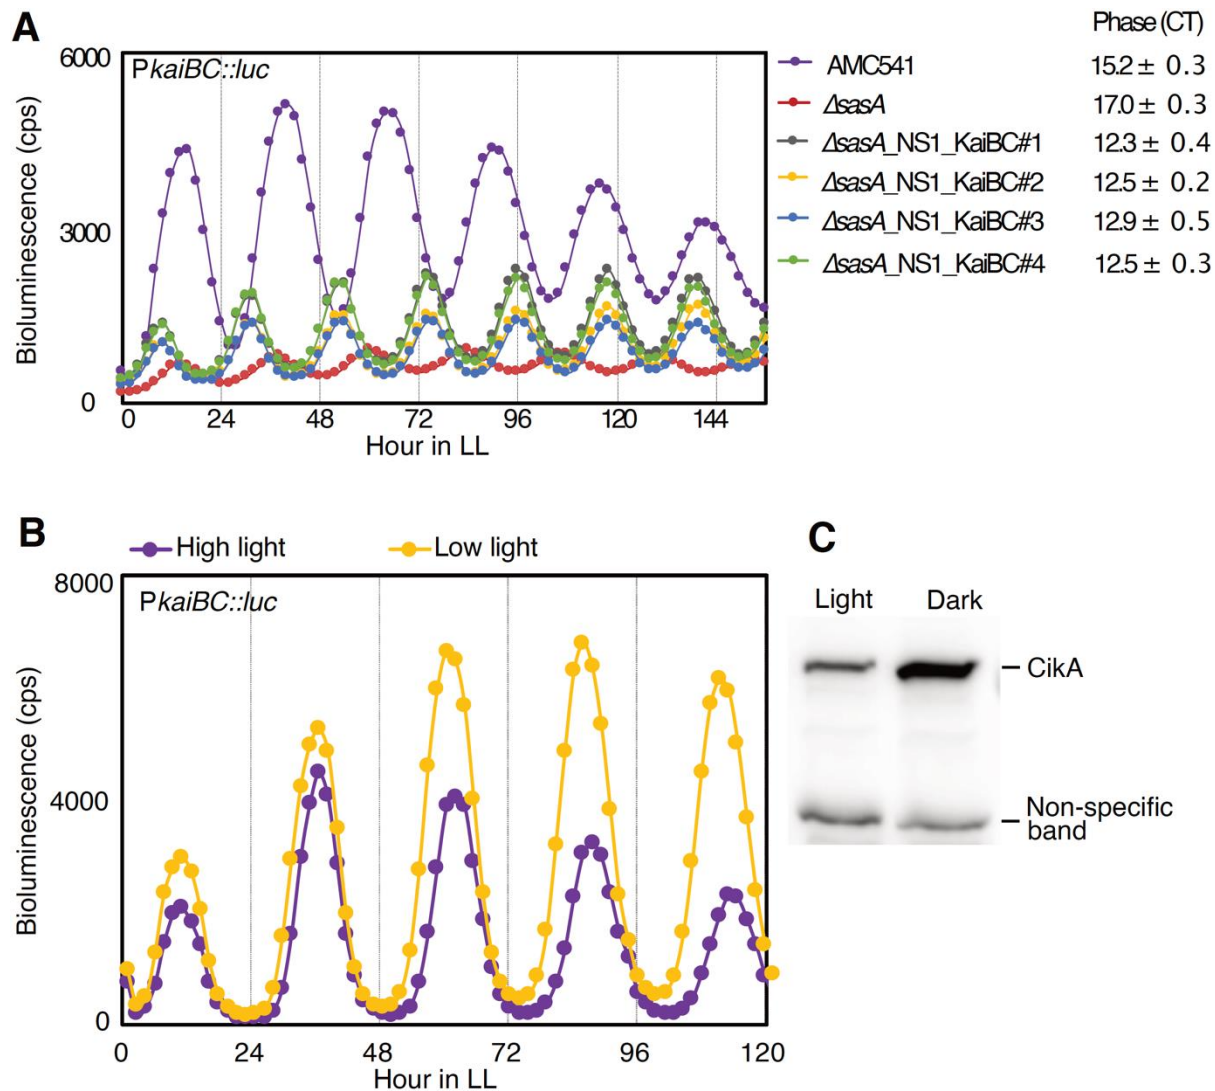 A
Phase (CT)
6000
PkaiBC::luc
AMC541 15.2 ± 0.3
ΔsasA 17.0 ± 0.3
ΔsasA_NS1_KaiBC#1 12.3 ± 0.4
ΔsasA_NS1_KaiBC#2 12.5 ± 0.2
ΔsasA_NS1_KaiBC#3 12.9 ± 0.5
ΔsasA_NS1_KaiBC#4 12.5 ± 0.3
3000
0
Bioluminescence (cps)
0 24 48 72 96 120 144
Hour in LL
B
High light Low light
8000
PkaiBC::luc
4000
0
Bioluminescence (cps)
0 24 48 72 96 120
Hour in LL
C
Light Dark
CikA
Non-specific
band